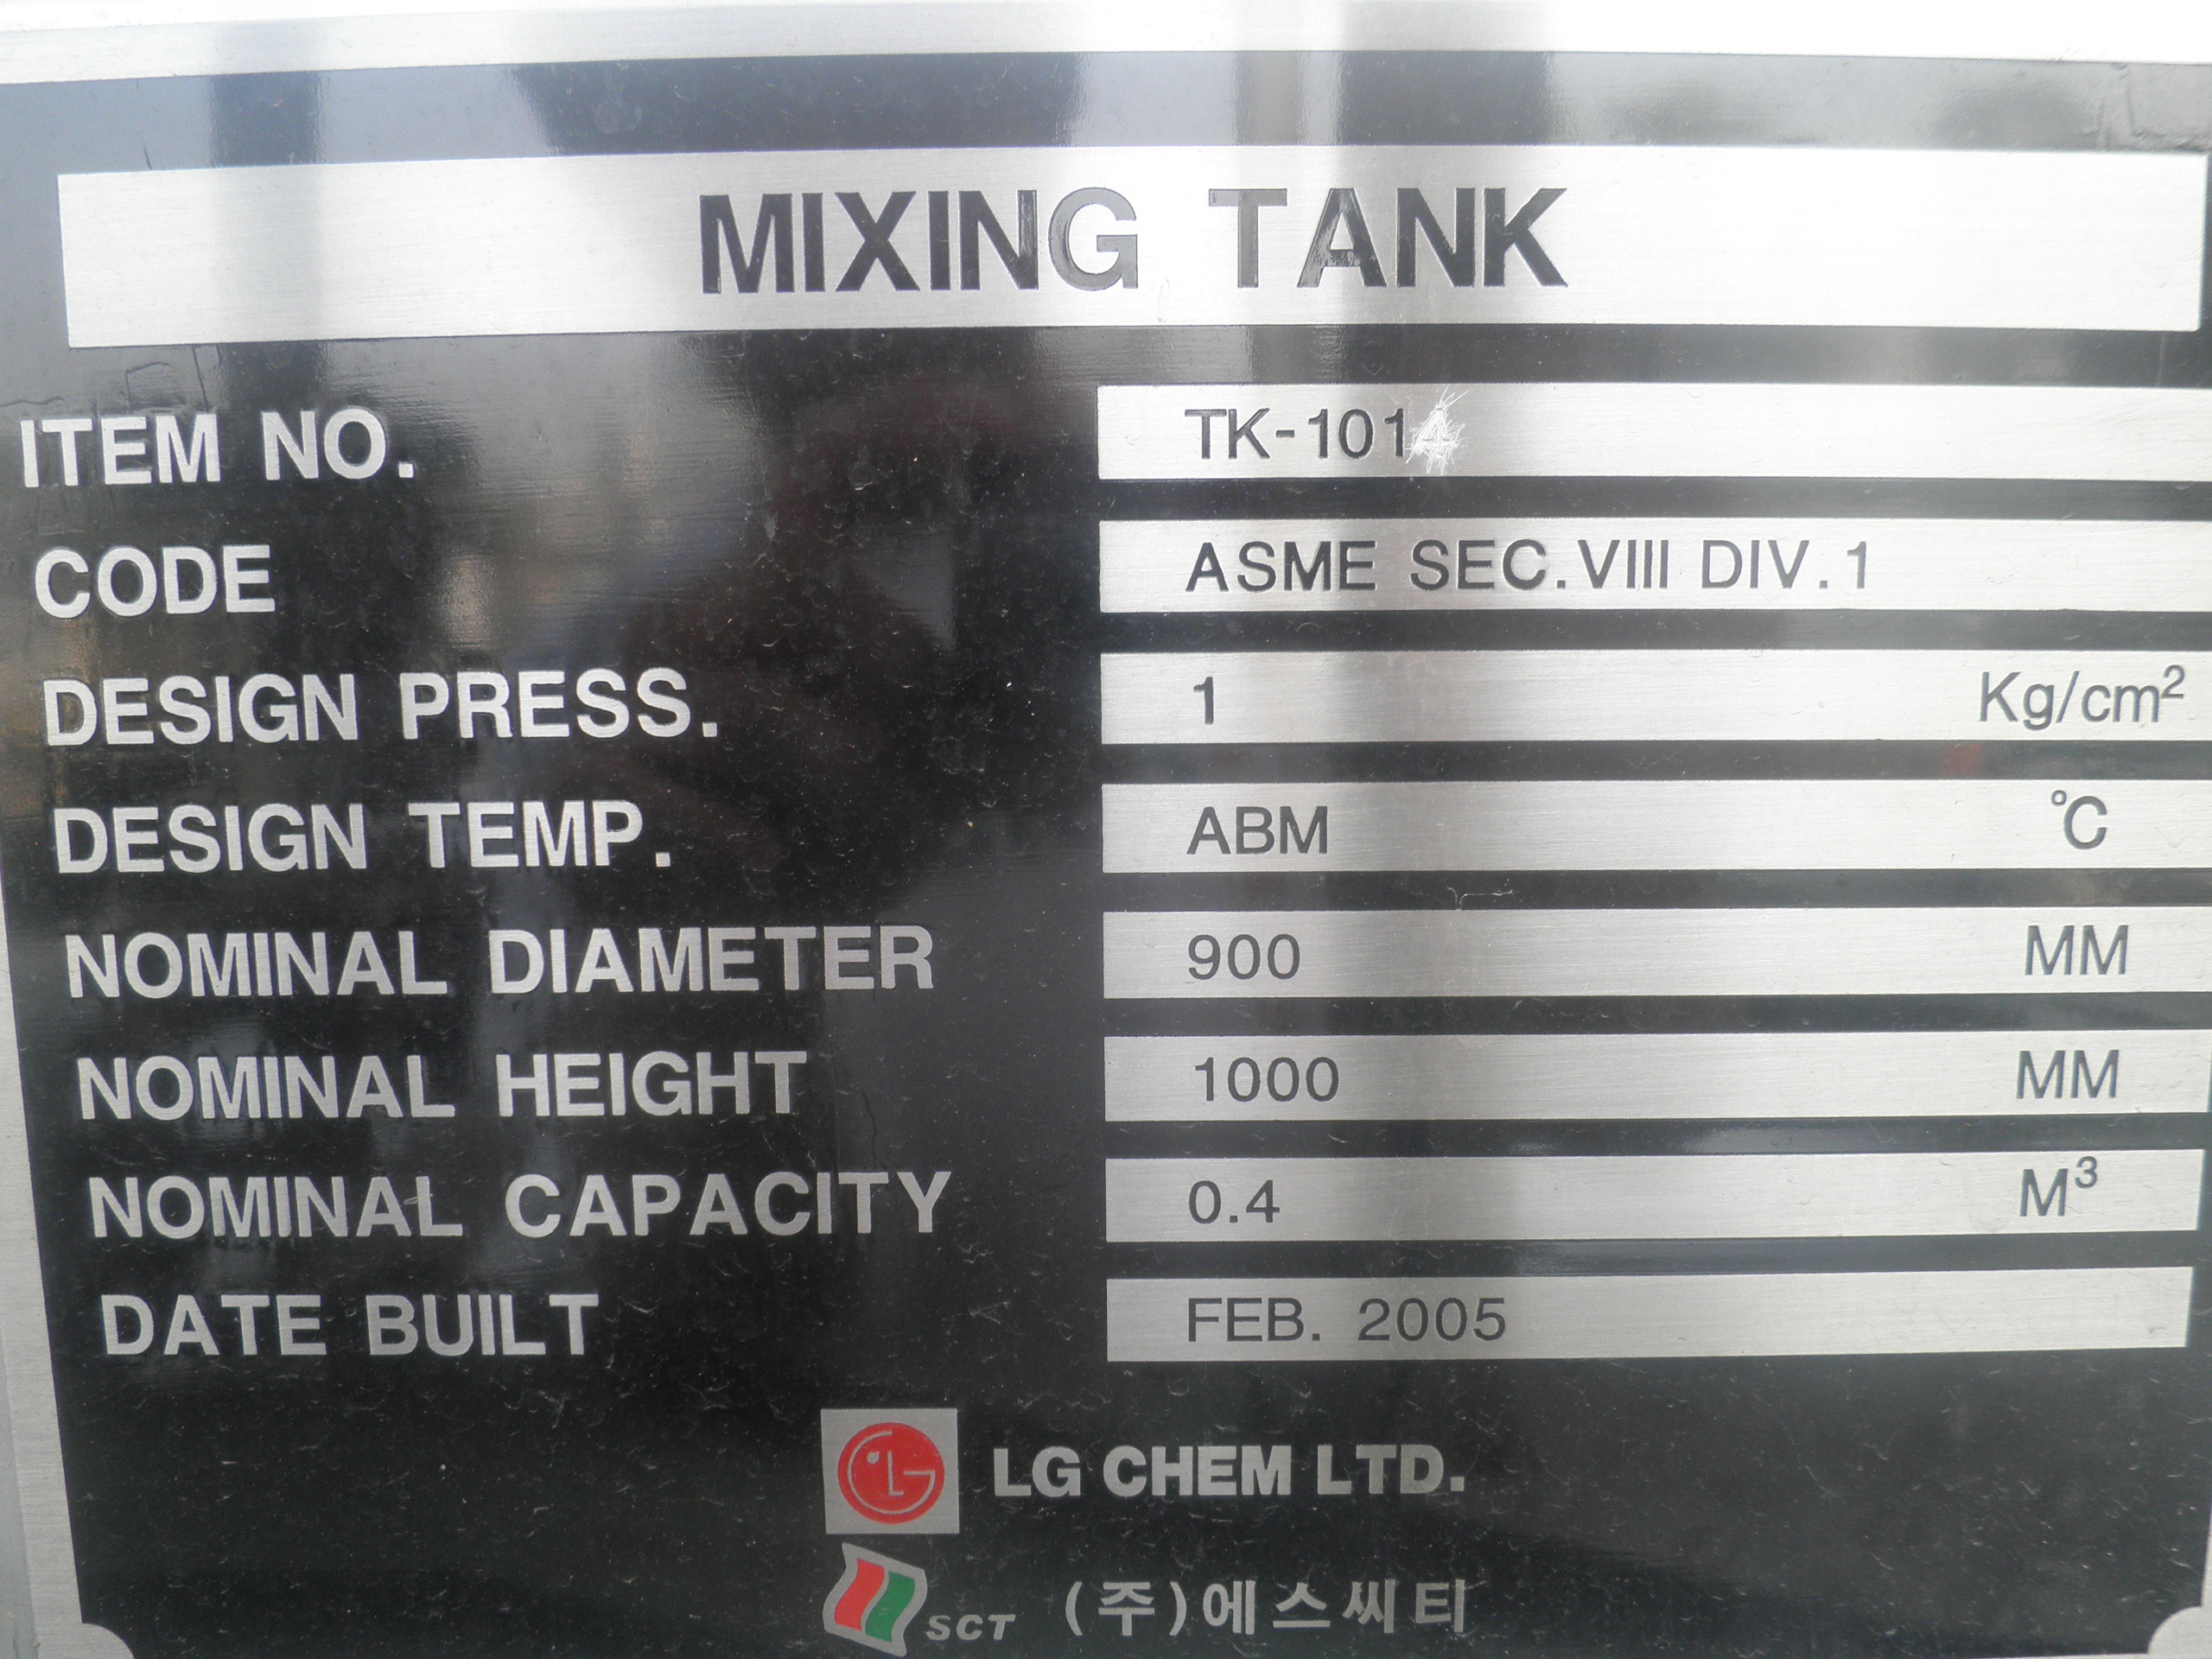 MIXING TANK
ITEM NO. TK-101A
CODE ASME SEC.VIII DIV.1
DESIGN PRESS. 1 Kg/cm²
DESIGN TEMP. ABM ℃
NOMINAL DIAMETER 900 MM
NOMINAL HEIGHT 1000 MM
NOMINAL CAPACITY 0.4 M³
DATE BUILT FEB. 2005
LG LG CHEM LTD.
SCT (주)에스씨티